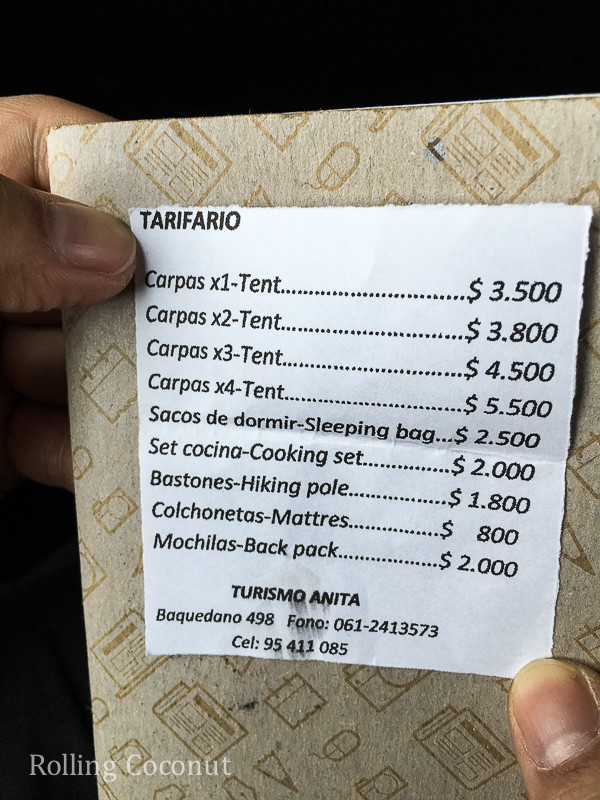 TARIFARIO
Carpas x1-Tent.................................$ 3.500
Carpas x2-Tent.................................$ 3.800
Carpas x3-Tent.................................$ 4.500
Carpas x4-Tent.................................$ 5.500
Sacos de dormir-Sleeping bag...$ 2.500
Set cocina-Cooking set................$ 2.000
Bastones-Hiking pole..................$ 1.800
Colchonetas-Mattres..................$ 800
Mochilas-Back pack....................$ 2.000
TURISMO ANITA
Baquedano 498 Fono: 061-2413573
Cel: 95 411 085
Rolling Coconut